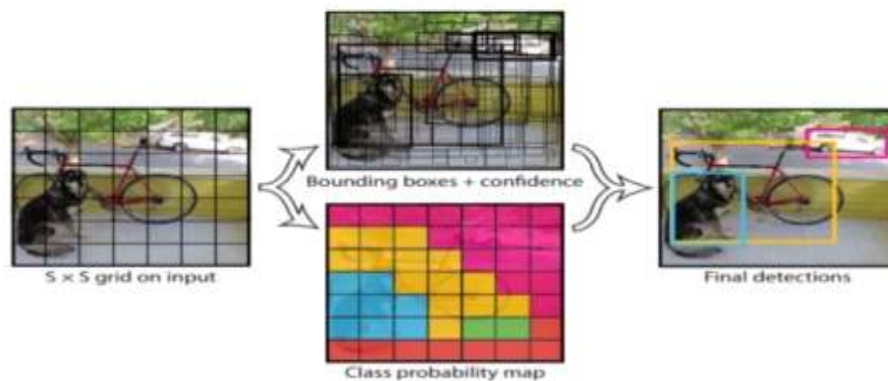 Bounding boxes + confidence
S × S grid on input
Final detections
Class probability map